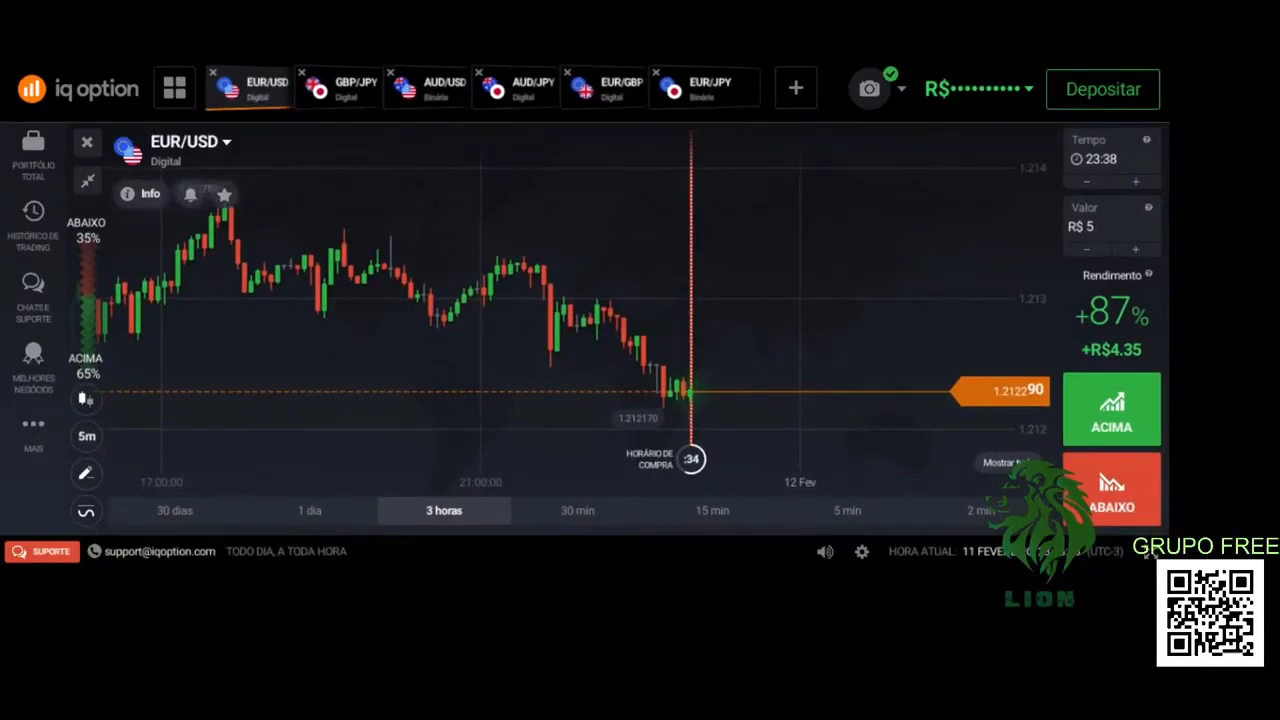 iq option
EUR/USD
Digital
GBP/JPY
Digital
AUD/USD
Binária
AUD/JPY
Digital
EUR/GBP
Digital
EUR/JPY
Binária
+
R$••••••••••
Depositar
PORTFÓLIO
TOTAL
HISTÓRICO DE
TRADING
CHATS E
SUPORTE
MELHORES
NEGÓCIOS
MAIS
EUR/USD
Digital
Info
ABAIXO
35%
ACIMA
65%
5m
1.214
1.213
1.212
1.212290
1.212170
HORÁRIO DE
COMPRA
:34
17:00:00
21:00:00
12 Fev
30 dias
1 dia
3 horas
30 min
15 min
5 min
Tempo
23:38
- +
Valor
R$ 5
- +
Rendimento
+87%
+R$4.35
ACIMA
ABAIXO
SUPORTE
support@iqoption.com
TODO DIA, A TODA HORA
HORA ATUAL:
(UTC-3)
LION
GRUPO FREE